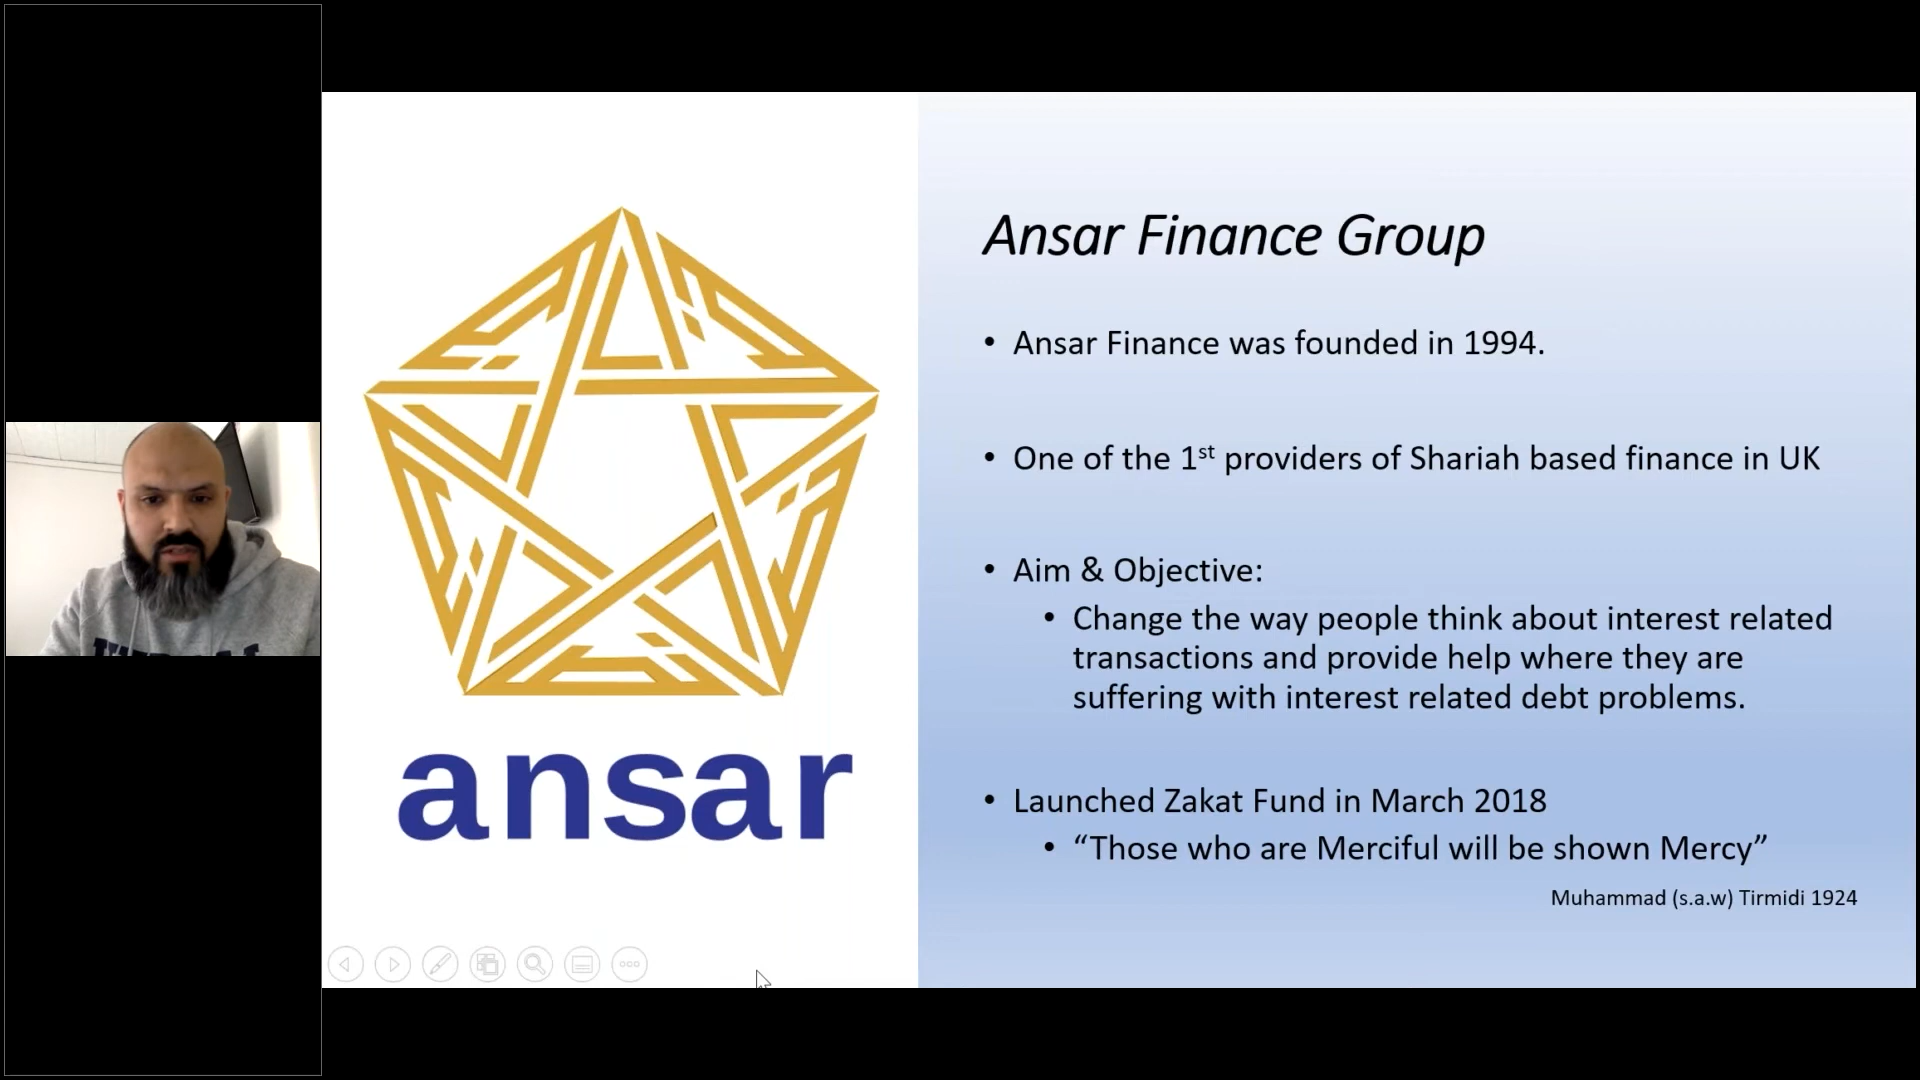 ansar
Ansar Finance Group
• Ansar Finance was founded in 1994.
• One of the 1st providers of Shariah based finance in UK
• Aim & Objective:
• Change the way people think about interest related
transactions and provide help where they are
suffering with interest related debt problems.
• Launched Zakat Fund in March 2018
• “Those who are Merciful will be shown Mercy”
Muhammad (s.a.w) Tirmidi 1924